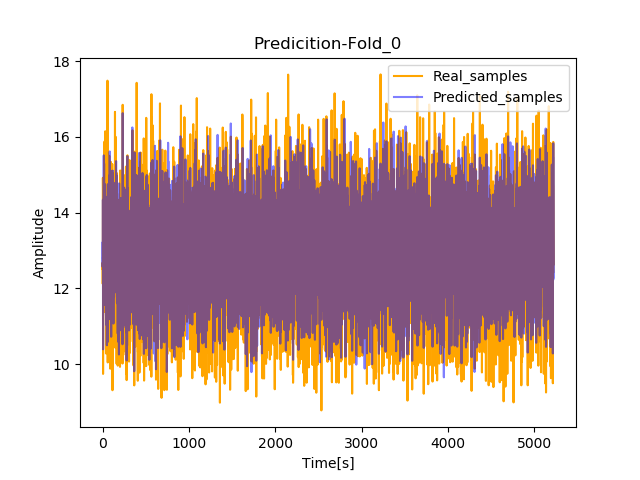 Predicition-Fold_0
Real_samples
Predicted_samples
Amplitude
18
16
14
12
10
0
1000
2000
3000
4000
5000
Time[s]